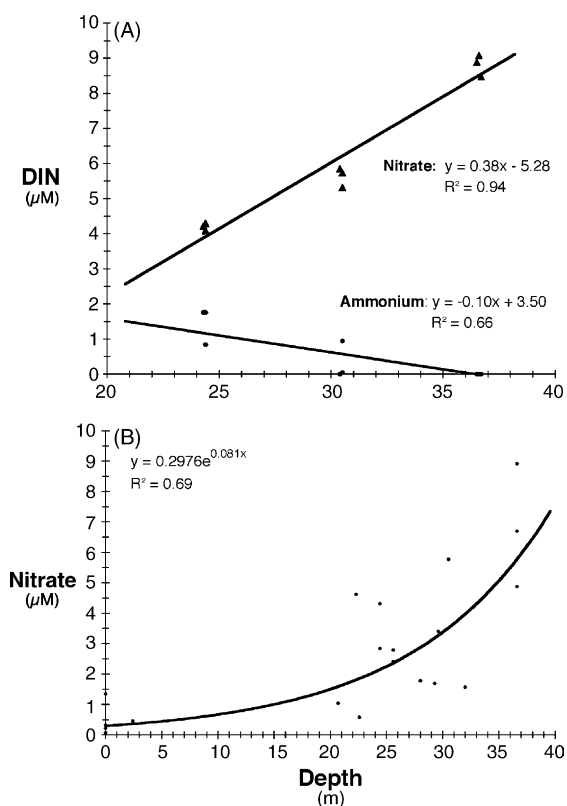 (A)
10
9
8
7
6
5
4
3
2
1
0
DIN
(µM)
Nitrate: y = 0.38x - 5.28
R² = 0.94
Ammonium: y = -0.10x + 3.50
R² = 0.66
20 25 30 35 40
(B)
10
9
8
7
6
5
4
3
2
1
0
y = 0.2976e^0.081x
R² = 0.69
Nitrate
(µM)
0 5 10 15 20 25 30 35 40
Depth
(m)